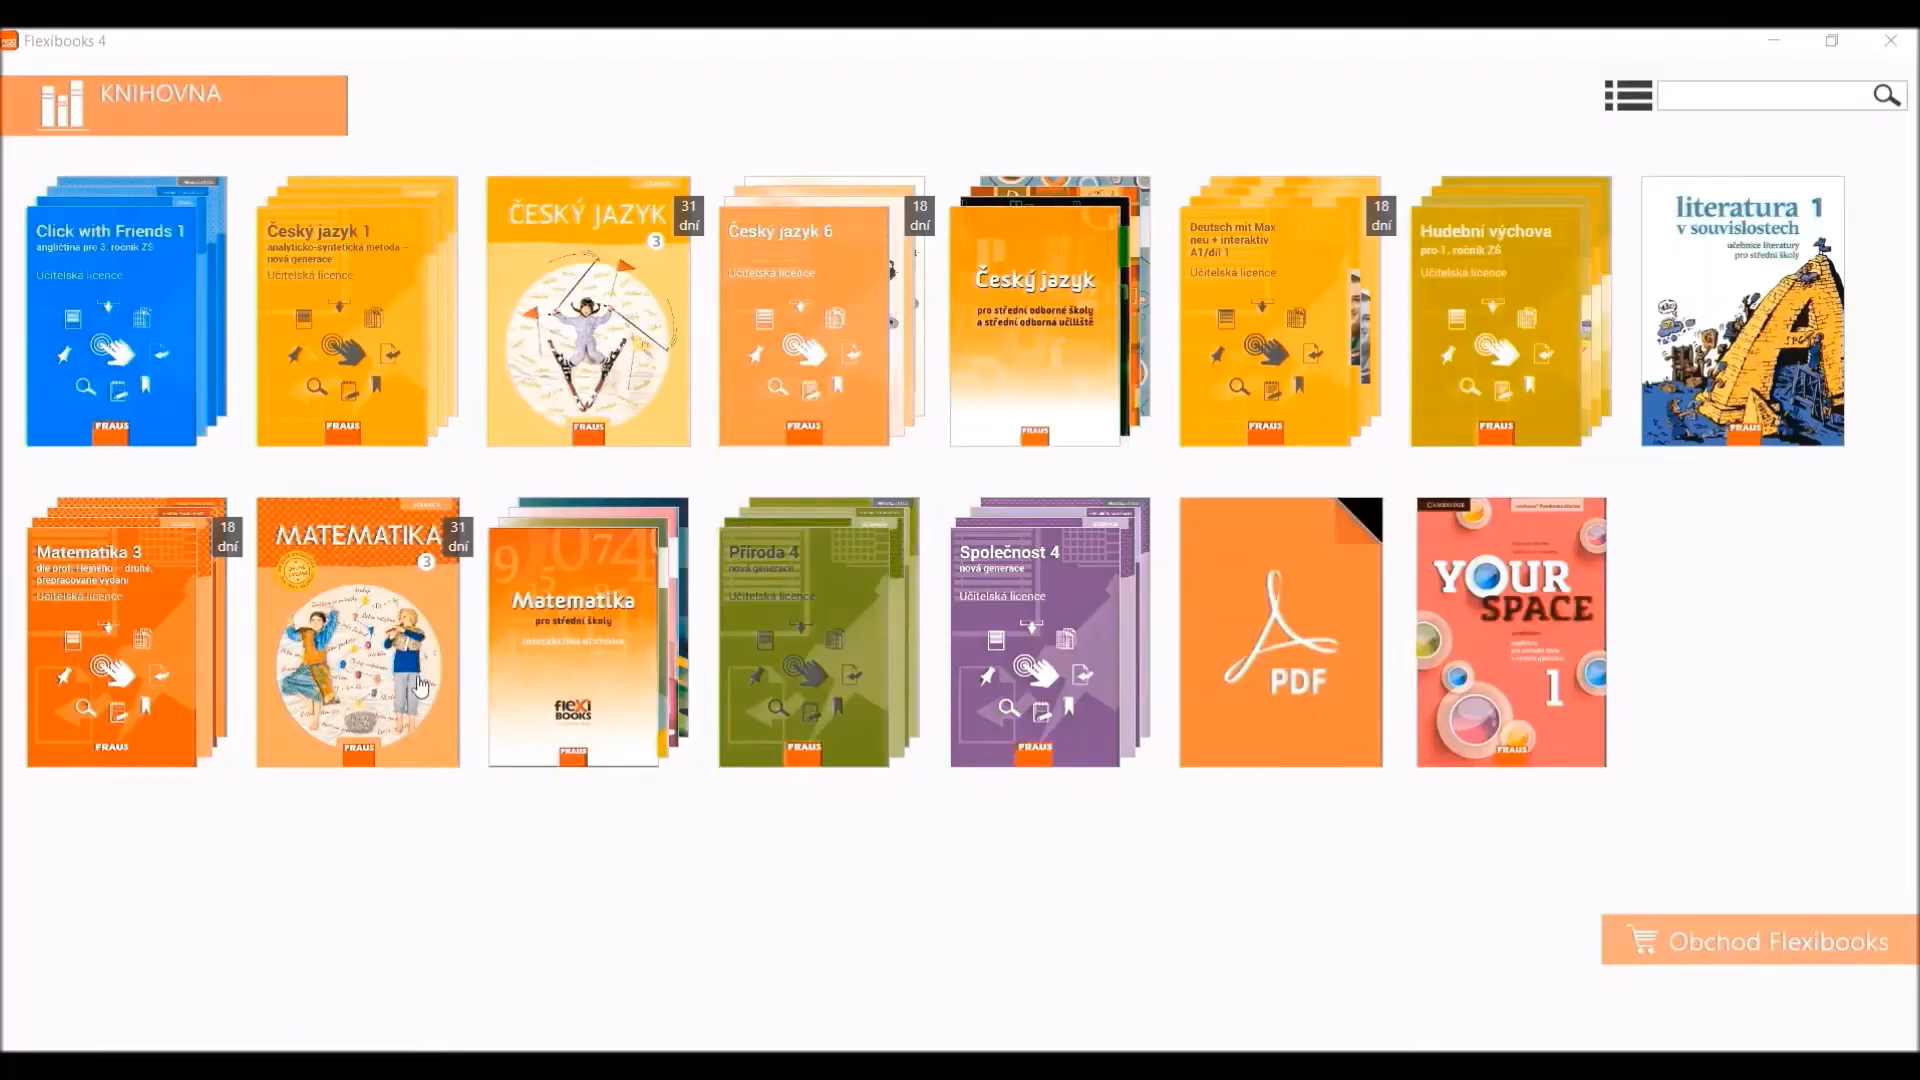 Flexibooks 4
KNIHOVNA
Click with Friends 1
angličtina pro 3. ročník ZŠ
Učitelská licence
FRAUS
Český jazyk 1
analyticko-syntetická metoda –
nová generace
Učitelská licence
FRAUS
ČESKÝ JAZYK
3
31
dní
FRAUS
Český jazyk 6
Učitelská licence
18
dní
FRAUS
Český jazyk
pro střední odborné školy
a střední odborná učiliště
FRAUS
Deutsch mit Max
neu + interaktiv
A1/díl 1
Učitelská licence
18
dní
FRAUS
Hudební výchova
pro 1. ročník ZŠ
Učitelská licence
FRAUS
literatura 1
v souvislostech
učebnice literatury
pro střední školy
FRAUS
Matematika 3
dle prof. Hejného – druhé,
přepracované vydání
Učitelská licence
18
dní
FRAUS
MATEMATIKA
3
31
dní
FRAUS
Matematika
pro střední školy
flexi
BOOKS
FRAUS
Příroda 4
nová generace
Učitelská licence
FRAUS
Společnost 4
nová generace
Učitelská licence
FRAUS
PDF
CAMBRIDGE
YOUR
SPACE
1
FRAUS
Obchod Flexibooks